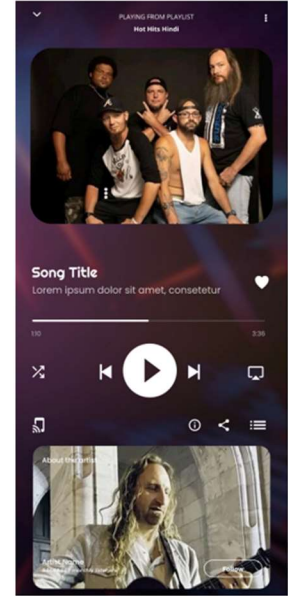 PLAYING FROM PLAYLIST
Hot Hits Hindi
Song Title
Lorem ipsum dolor sit amet, consetetur
1:10
3:36
About the artist
Artist Name
Follow